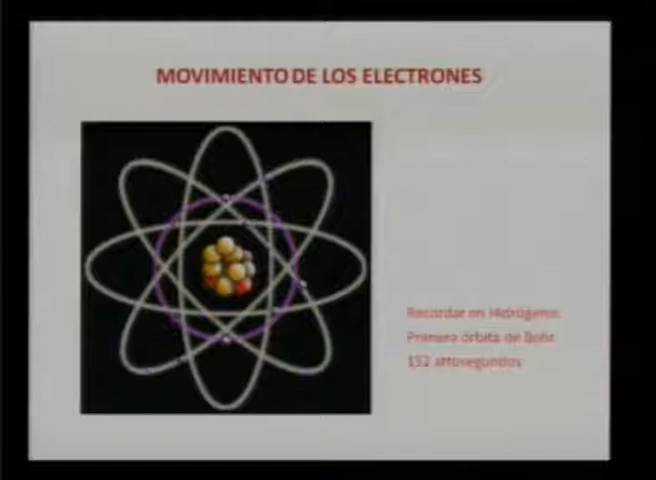 MOVIMIENTO DE LOS ELECTRONES
Recordar en Hidrógeno:
Primera órbita de Bohr
152 attosegundos